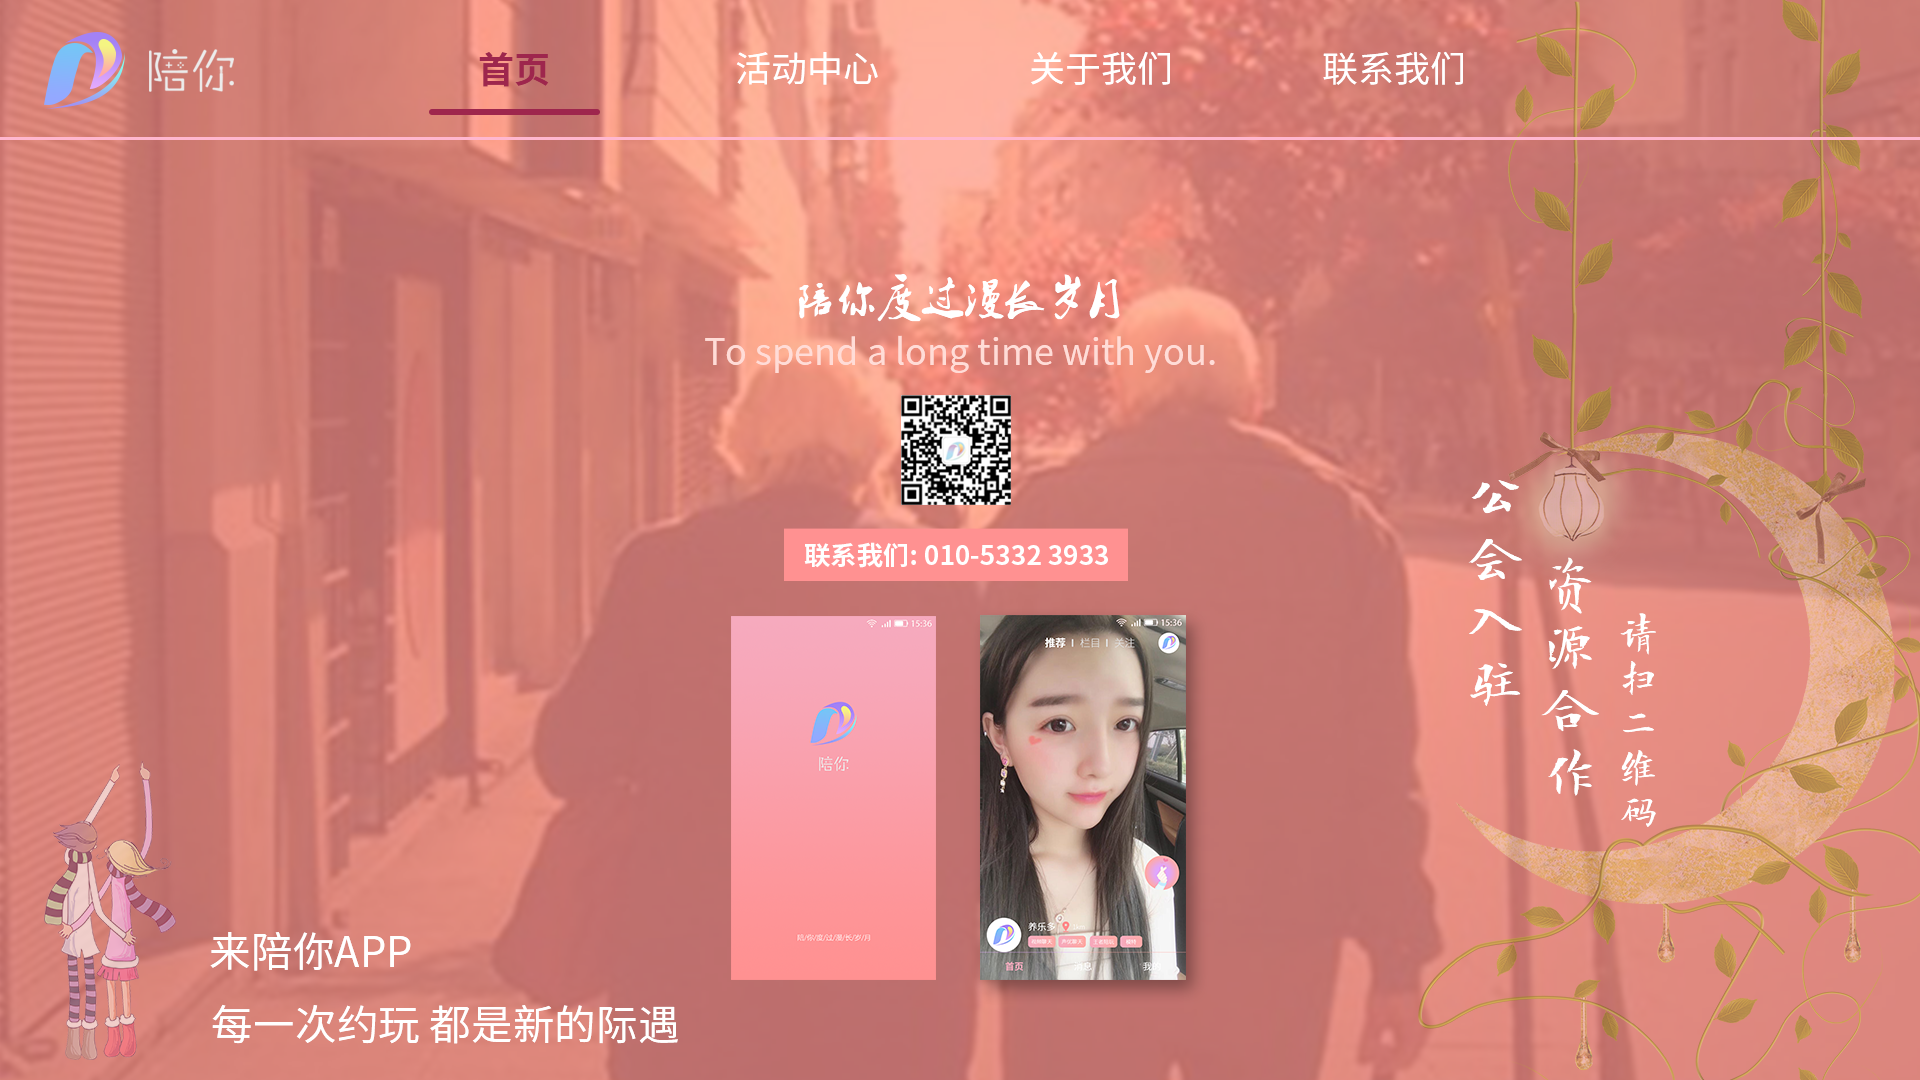 陪你
首页
活动中心
关于我们
联系我们
陪你度过漫长岁月
To spend a long time with you.
联系我们: 010-5332 3933
公会入驻
资源合作
请扫二维码
15:36
陪你
陪/你/度/过/漫/长/岁/月
15:36
推荐 | 栏目 | 关注
养乐多
首页
来陪你APP
每一次约玩 都是新的际遇